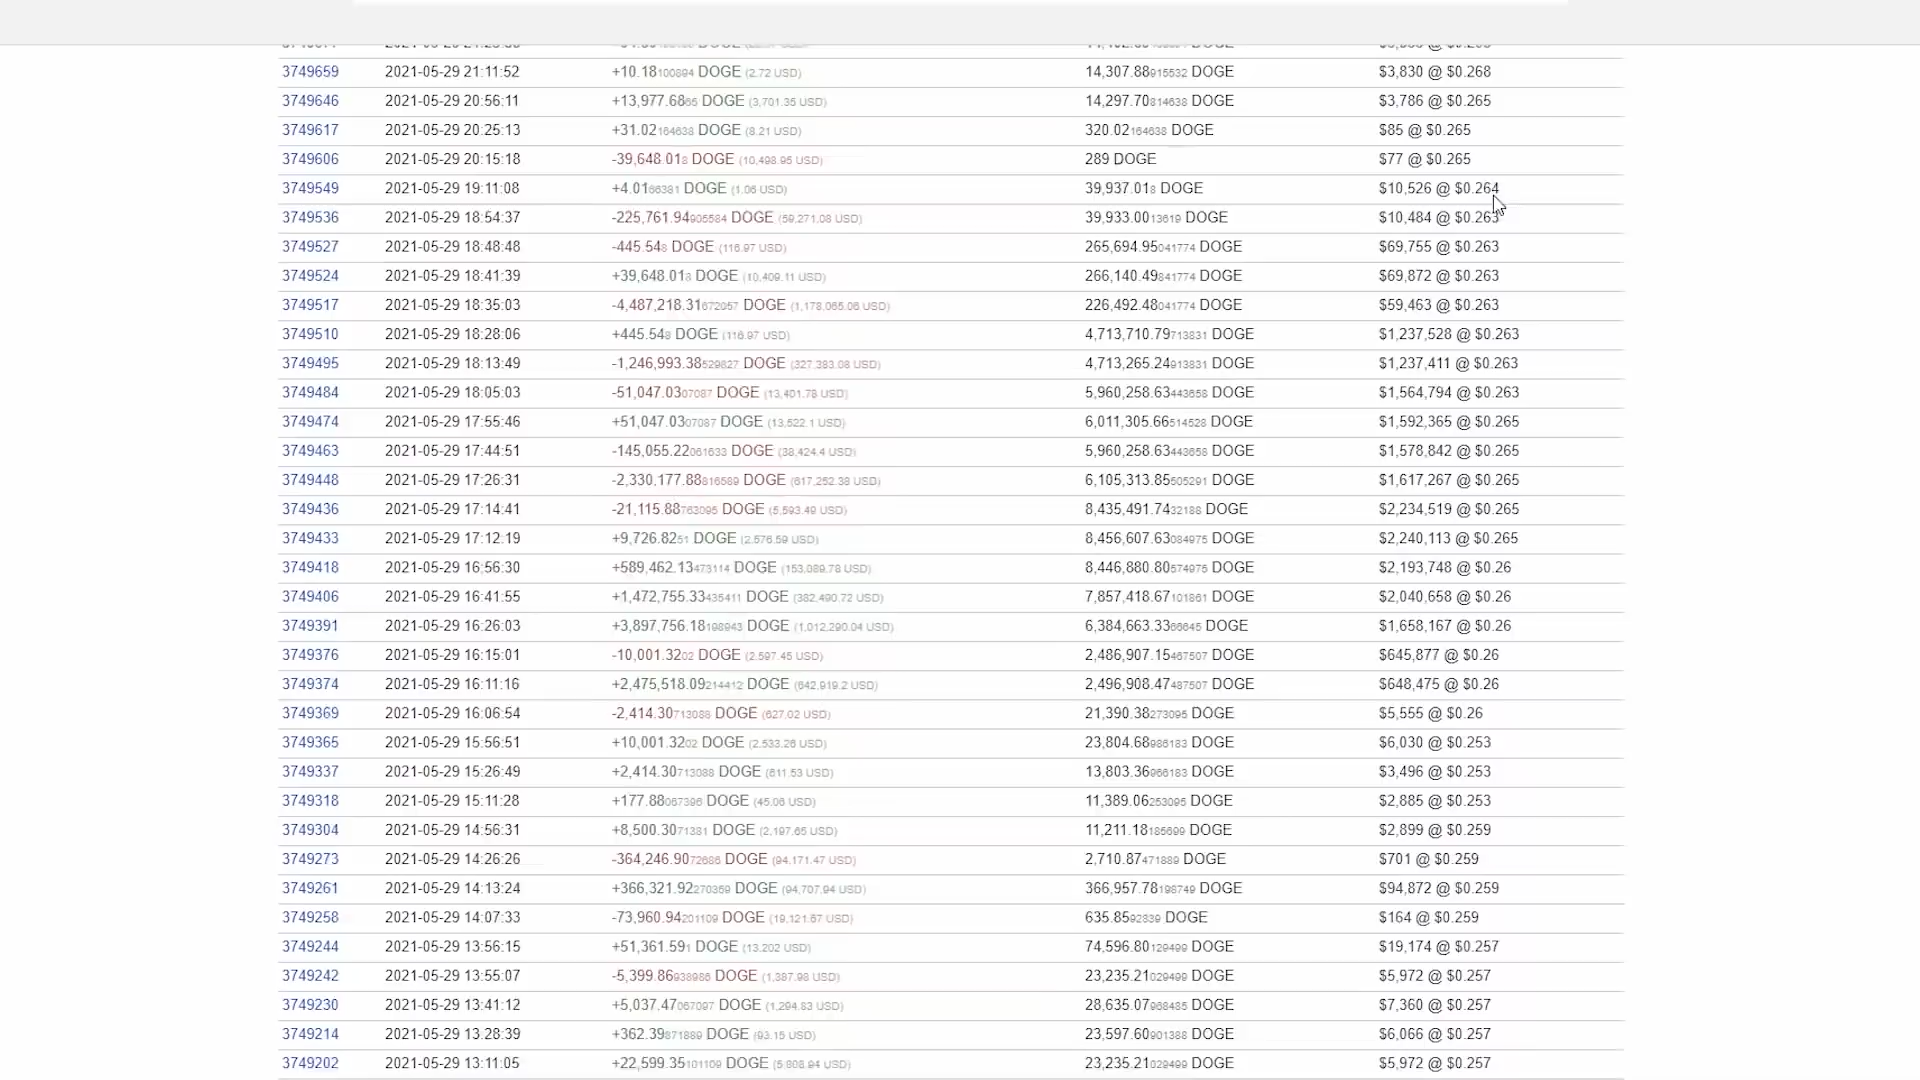 3749659 2021-05-29 21:11:52 +10.18100894 DOGE (2.72 USD) 14,307.88915532 DOGE $3,830 @ $0.268
3749646 2021-05-29 20:56:11 +13,977.6865 DOGE (3,701.35 USD) 14,297.70814638 DOGE $3,786 @ $0.265
3749617 2021-05-29 20:25:13 +31.02164638 DOGE (8.21 USD) 320.02164638 DOGE $85 @ $0.265
3749606 2021-05-29 20:15:18 -39,648.018 DOGE (10,498.95 USD) 289 DOGE $77 @ $0.265
3749549 2021-05-29 19:11:08 +4.0166381 DOGE (1.06 USD) 39,937.018 DOGE $10,526 @ $0.264
3749536 2021-05-29 18:54:37 -225,761.94905584 DOGE (59,271.08 USD) 39,933.0013619 DOGE $10,484 @ $0.263
3749527 2021-05-29 18:48:48 -445.548 DOGE (116.97 USD) 265,694.95041774 DOGE $69,755 @ $0.263
3749524 2021-05-29 18:41:39 +39,648.018 DOGE (10,409.11 USD) 266,140.49841774 DOGE $69,872 @ $0.263
3749517 2021-05-29 18:35:03 -4,487,218.31672057 DOGE (1,178,065.06 USD) 226,492.48041774 DOGE $59,463 @ $0.263
3749510 2021-05-29 18:28:06 +445.548 DOGE (116.97 USD) 4,713,710.79713831 DOGE $1,237,528 @ $0.263
3749495 2021-05-29 18:13:49 -1,246,993.38529827 DOGE (327,383.08 USD) 4,713,265.24913831 DOGE $1,237,411 @ $0.263
3749484 2021-05-29 18:05:03 -51,047.0307087 DOGE (13,401.78 USD) 5,960,258.63443658 DOGE $1,564,794 @ $0.263
3749474 2021-05-29 17:55:46 +51,047.0307087 DOGE (13,522.1 USD) 6,011,305.66514528 DOGE $1,592,365 @ $0.265
3749463 2021-05-29 17:44:51 -145,055.22061633 DOGE (38,424.4 USD) 5,960,258.63443658 DOGE $1,578,842 @ $0.265
3749448 2021-05-29 17:26:31 -2,330,177.88816589 DOGE (617,252.38 USD) 6,105,313.85505291 DOGE $1,617,267 @ $0.265
3749436 2021-05-29 17:14:41 -21,115.88763095 DOGE (5,593.49 USD) 8,435,491.7432188 DOGE $2,234,519 @ $0.265
3749433 2021-05-29 17:12:19 +9,726.8251 DOGE (2,576.59 USD) 8,456,607.63084975 DOGE $2,240,113 @ $0.265
3749418 2021-05-29 16:56:30 +589,462.13473114 DOGE (153,089.78 USD) 8,446,880.80574975 DOGE $2,193,748 @ $0.26
3749406 2021-05-29 16:41:55 +1,472,755.33435411 DOGE (382,490.72 USD) 7,857,418.67101861 DOGE $2,040,658 @ $0.26
3749391 2021-05-29 16:26:03 +3,897,756.18198943 DOGE (1,012,290.04 USD) 6,384,663.3366645 DOGE $1,658,167 @ $0.26
3749376 2021-05-29 16:15:01 -10,001.3202 DOGE (2,597.45 USD) 2,486,907.15467507 DOGE $645,877 @ $0.26
3749374 2021-05-29 16:11:16 +2,475,518.09214412 DOGE (642,919.2 USD) 2,496,908.47487507 DOGE $648,475 @ $0.26
3749369 2021-05-29 16:06:54 -2,414.30713088 DOGE (627.02 USD) 21,390.38273095 DOGE $5,555 @ $0.26
3749365 2021-05-29 15:56:51 +10,001.3202 DOGE (2,533.26 USD) 23,804.68986183 DOGE $6,030 @ $0.253
3749337 2021-05-29 15:26:49 +2,414.30713088 DOGE (611.53 USD) 13,803.36966183 DOGE $3,496 @ $0.253
3749318 2021-05-29 15:11:28 +177.88067396 DOGE (45.06 USD) 11,389.06253095 DOGE $2,885 @ $0.253
3749304 2021-05-29 14:56:31 +8,500.3071381 DOGE (2,197.65 USD) 11,211.18185699 DOGE $2,899 @ $0.259
3749273 2021-05-29 14:26:26 -364,246.9072686 DOGE (94,171.47 USD) 2,710.87471889 DOGE $701 @ $0.259
3749261 2021-05-29 14:13:24 +366,321.92270359 DOGE (94,707.94 USD) 366,957.78198749 DOGE $94,872 @ $0.259
3749258 2021-05-29 14:07:33 -73,960.94201109 DOGE (19,121.67 USD) 635.8592839 DOGE $164 @ $0.259
3749244 2021-05-29 13:56:15 +51,361.591 DOGE (13,202 USD) 74,596.80129499 DOGE $19,174 @ $0.257
3749242 2021-05-29 13:55:07 -5,399.86938986 DOGE (1,387.98 USD) 23,235.21029499 DOGE $5,972 @ $0.257
3749230 2021-05-29 13:41:12 +5,037.47067097 DOGE (1,294.83 USD) 28,635.07968485 DOGE $7,360 @ $0.257
3749214 2021-05-29 13:28:39 +362.39871889 DOGE (93.15 USD) 23,597.60901388 DOGE $6,066 @ $0.257
3749202 2021-05-29 13:11:05 +22,599.35101109 DOGE (5,808.94 USD) 23,235.21029499 DOGE $5,972 @ $0.257